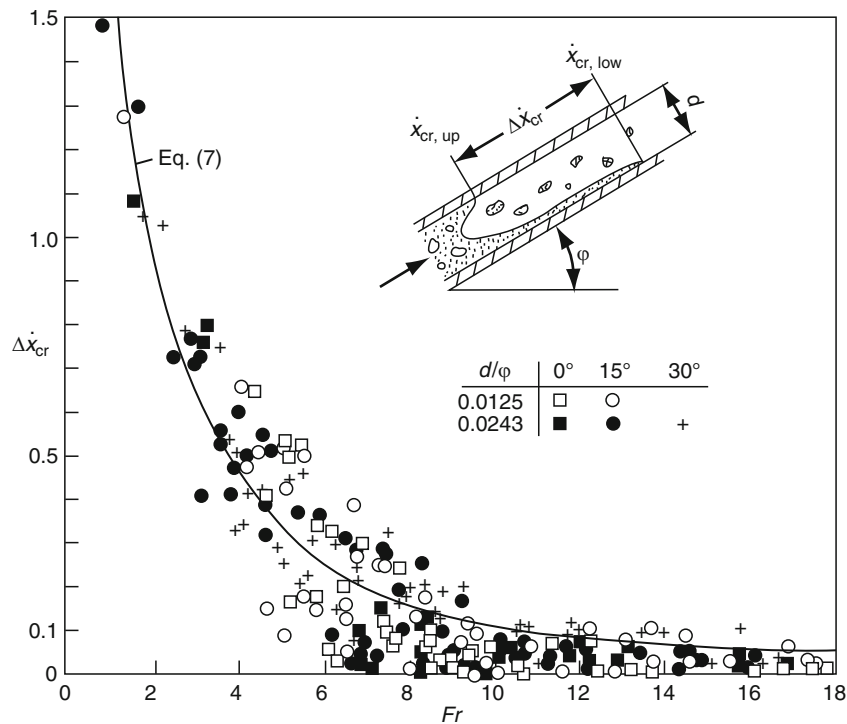 1.5
1.0
0.5
0.1
0
Δẋcr
Eq. (7)
ẋcr, up
Δẋcr
ẋcr, low
d
φ
d/φ 0° 15° 30°
0.0125 □ ○
0.0243 ■ ● +
0 2 4 6 8 10 12 14 16 18
Fr